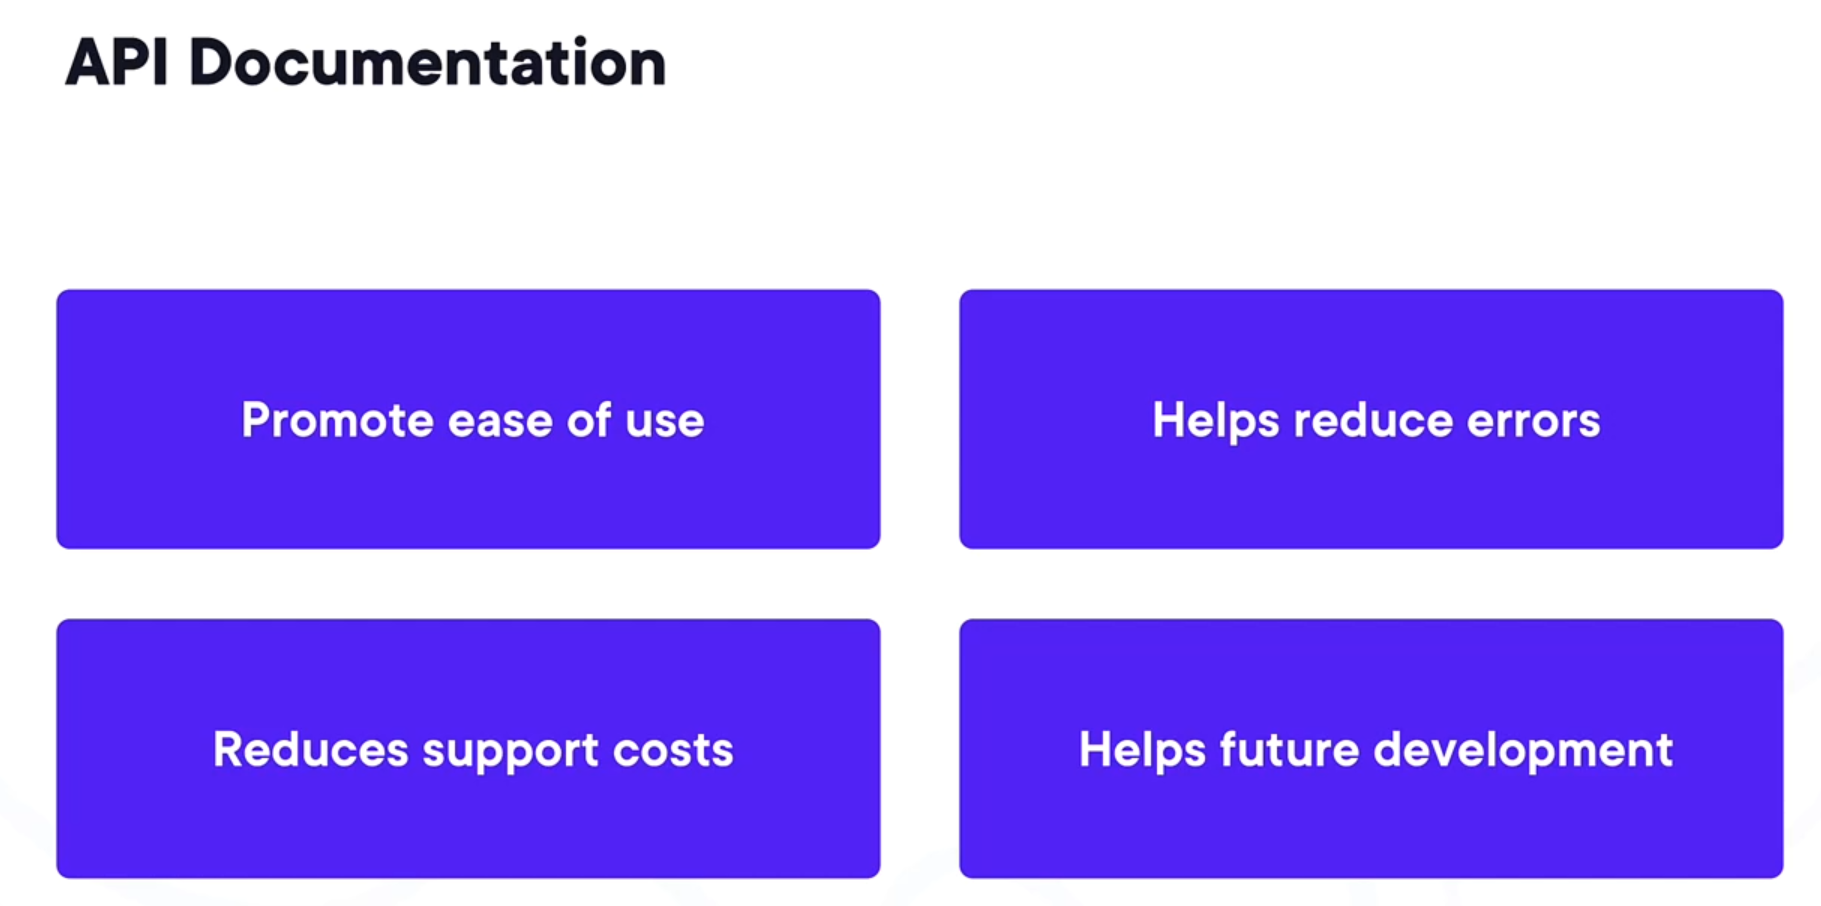 API Documentation
Promote ease of use
Helps reduce errors
Reduces support costs
Helps future development